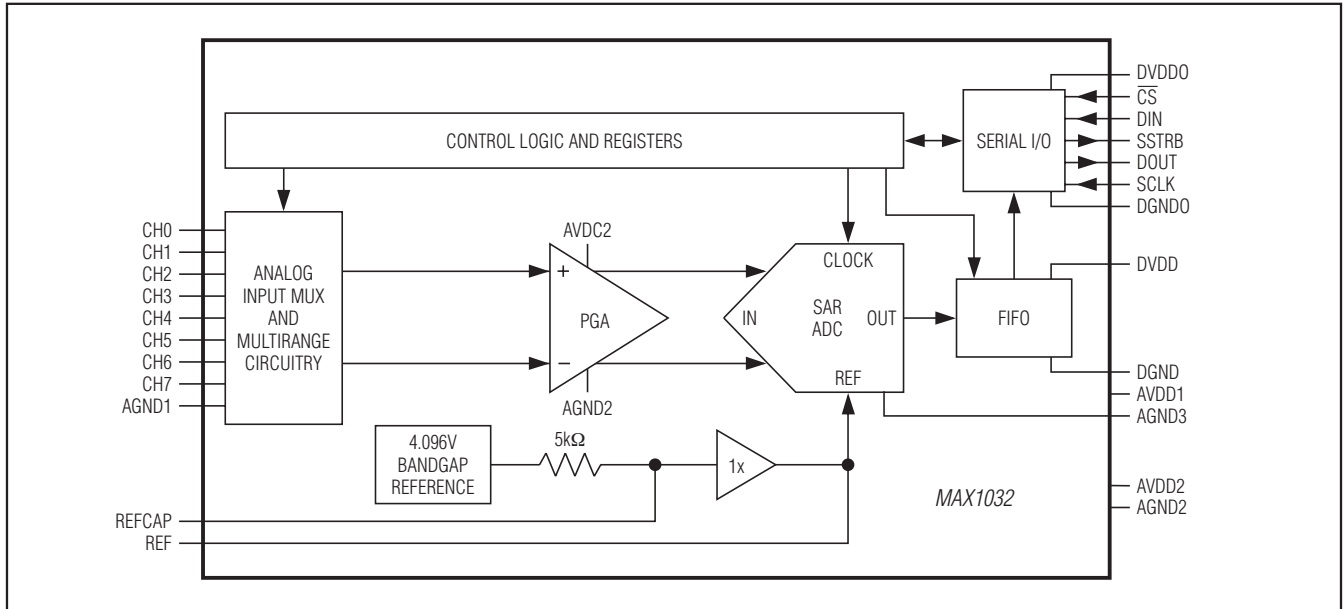 DVDDO
CS
DIN
SSTRB
DOUT
SCLK
DGNDO
SERIAL I/O
CONTROL LOGIC AND REGISTERS
CH0
CH1
CH2
CH3
CH4
CH5
CH6
CH7
AGND1
ANALOG
INPUT MUX
AND
MULTIRANGE
CIRCUITRY
AVDC2
+
PGA
−
AGND2
CLOCK
IN
SAR
ADC
OUT
REF
FIFO
DVDD
DGND
AVDD1
AGND3
4.096V
BANDGAP
REFERENCE
5kΩ
1x
MAX1032
AVDD2
AGND2
REFCAP
REF